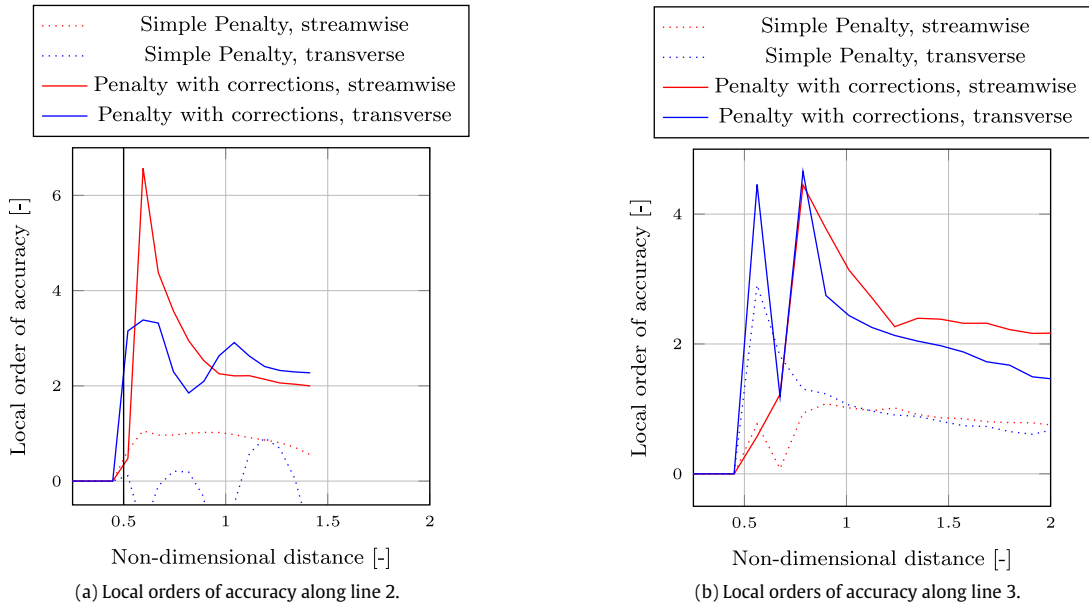 Simple Penalty, streamwise
Simple Penalty, transverse
Penalty with corrections, streamwise
Penalty with corrections, transverse
Local order of accuracy [-]
6
4
2
0
0.5
1
1.5
2
Non-dimensional distance [-]
(a) Local orders of accuracy along line 2.
Simple Penalty, streamwise
Simple Penalty, transverse
Penalty with corrections, streamwise
Penalty with corrections, transverse
Local order of accuracy [-]
4
2
0
0.5
1
1.5
2
Non-dimensional distance [-]
(b) Local orders of accuracy along line 3.